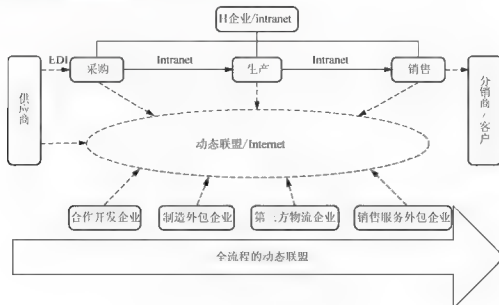 H企业/intranet
EDI
采购
Intranet
生产
Intranet
销售
供应商
分销商/客户
动态联盟/Internet
合作开发企业
制造外包企业
第三方物流企业
销售服务外包企业
全流程的动态联盟